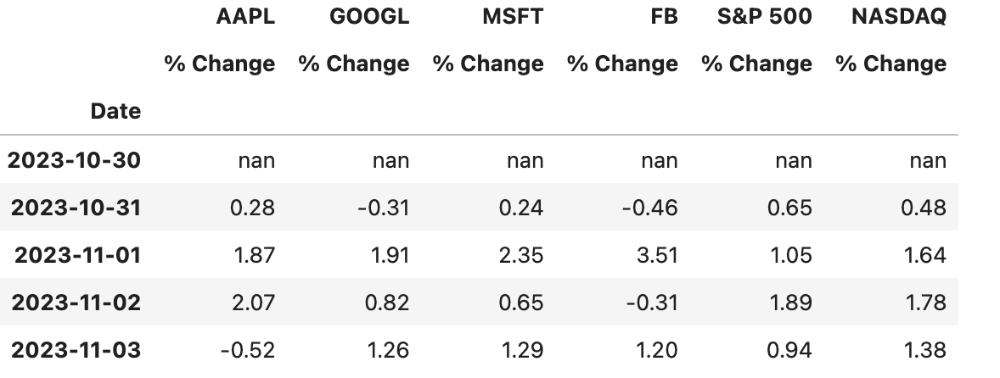 AAPL GOOGL MSFT FB S&P 500 NASDAQ
% Change % Change % Change % Change % Change % Change
Date
2023-10-30 nan nan nan nan nan nan
2023-10-31 0.28 -0.31 0.24 -0.46 0.65 0.48
2023-11-01 1.87 1.91 2.35 3.51 1.05 1.64
2023-11-02 2.07 0.82 0.65 -0.31 1.89 1.78
2023-11-03 -0.52 1.26 1.29 1.20 0.94 1.38